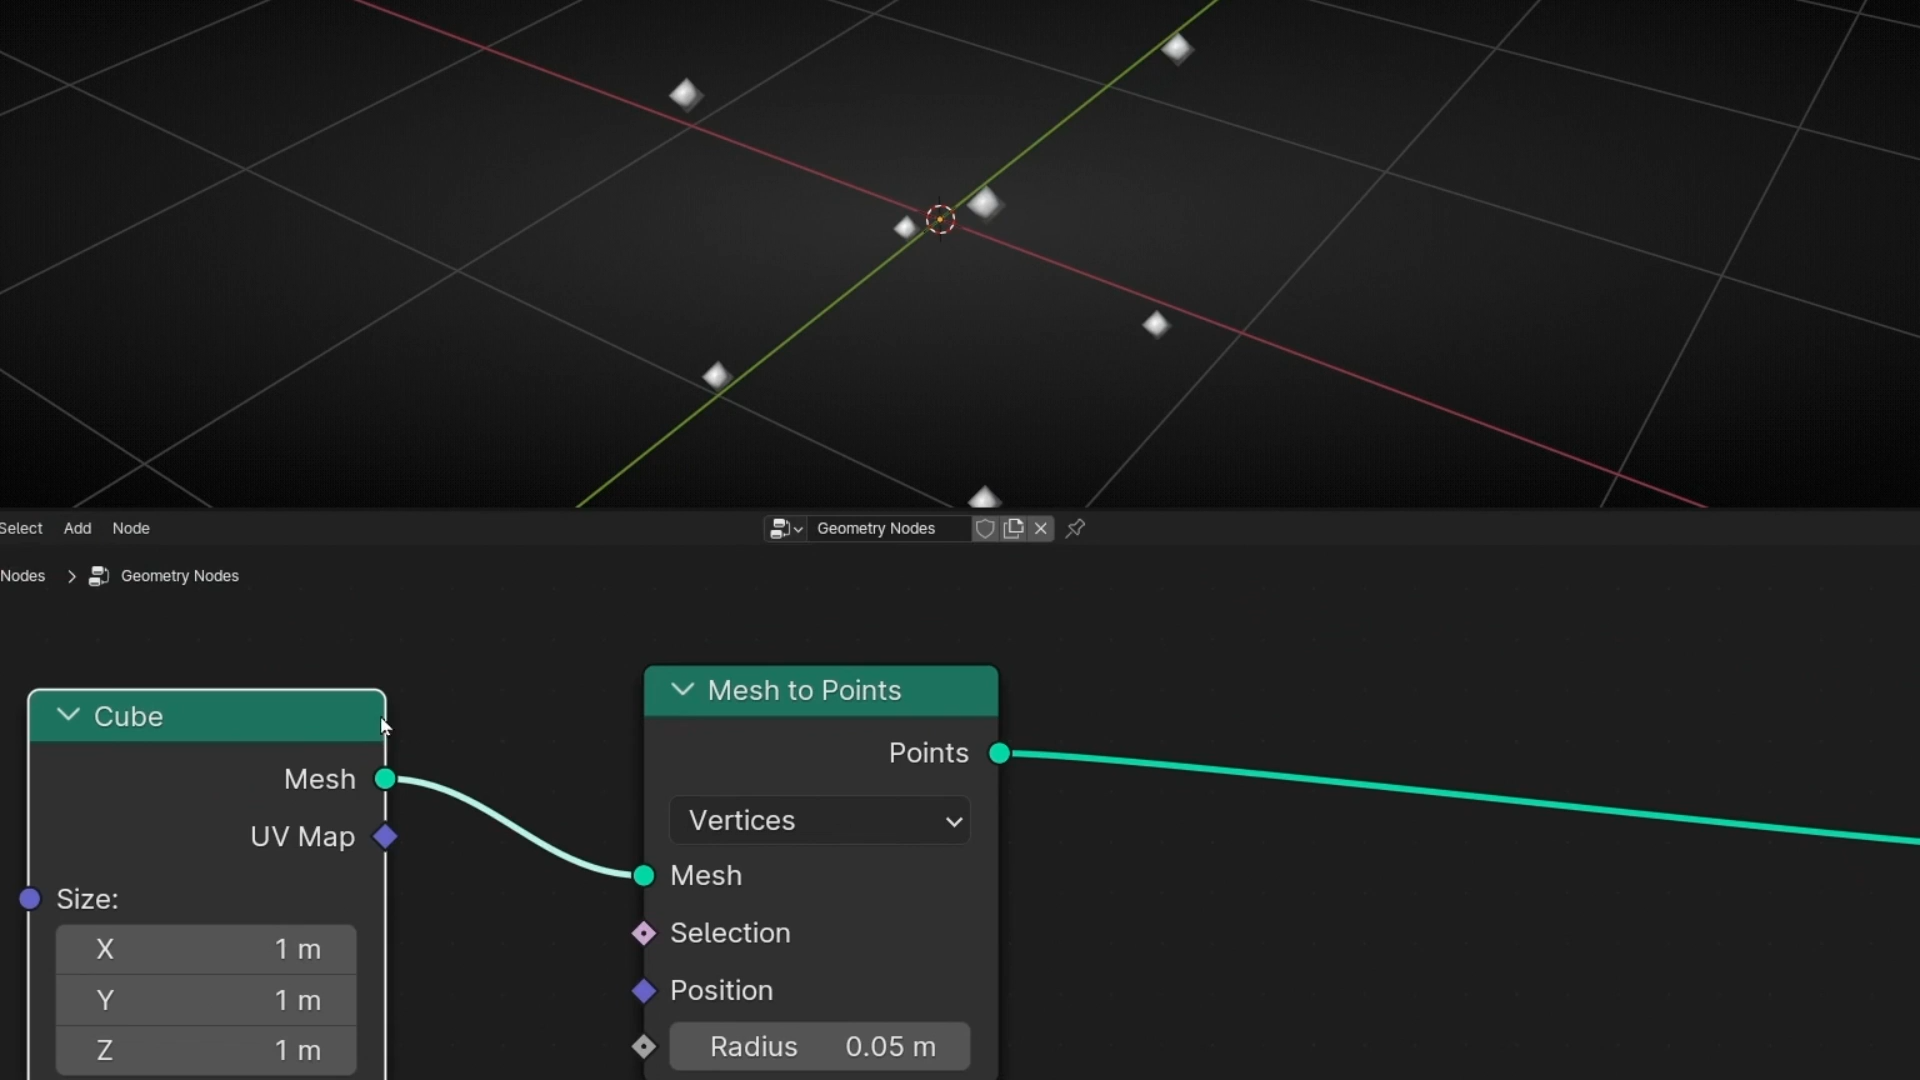 Select Add Node
Geometry Nodes
Nodes > Geometry Nodes
Cube
Mesh
UV Map
Size:
X 1 m
Y 1 m
Z 1 m
Mesh to Points
Points
Vertices
Mesh
Selection
Position
Radius 0.05 m